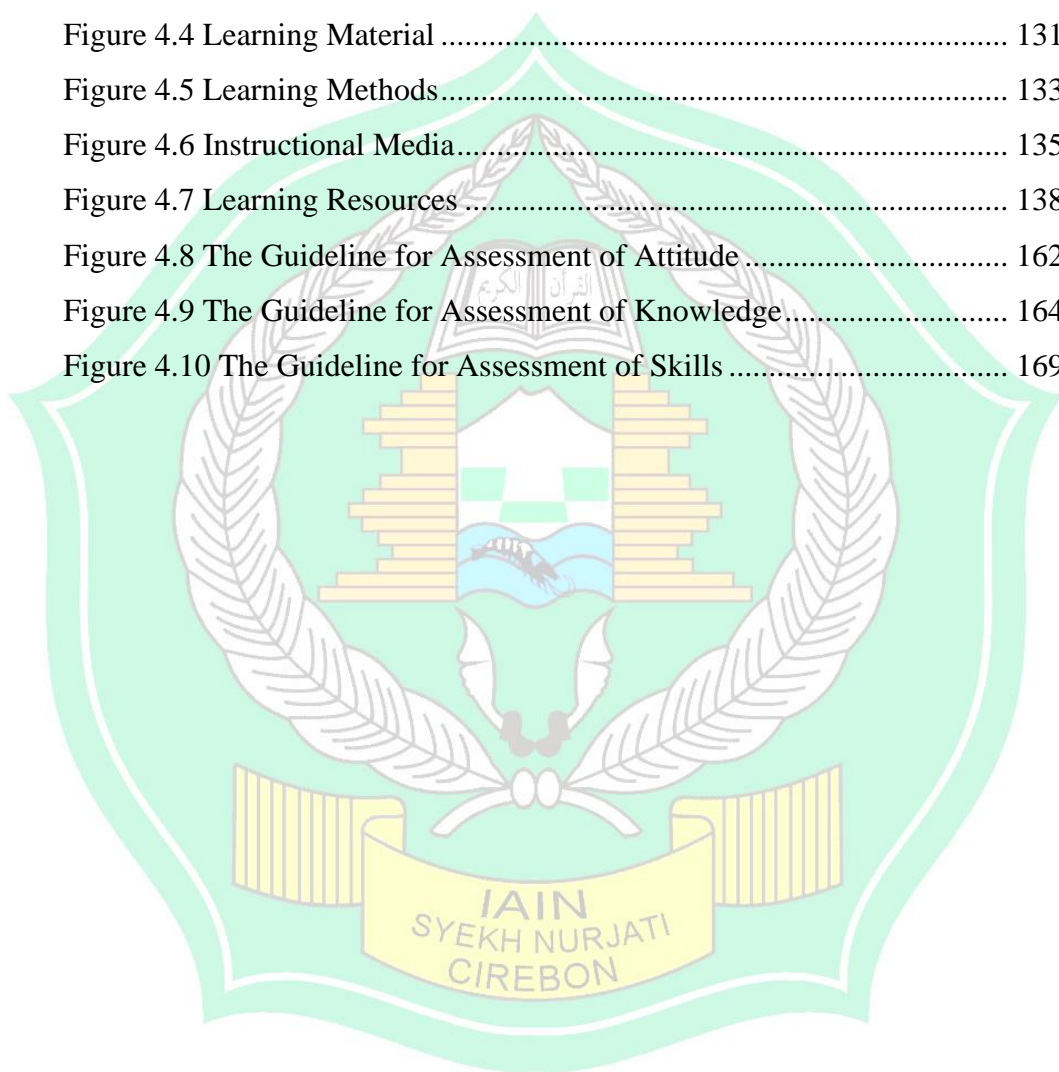 Figure 4.4 Learning Material ....................................................................... 131
Figure 4.5 Learning Methods ...................................................................... 133
Figure 4.6 Instructional Media .................................................................... 135
Figure 4.7 Learning Resources .................................................................... 138
Figure 4.8 The Guideline for Assessment of Attitude ................................. 162
Figure 4.9 The Guideline for Assessment of Knowledge ............................ 164
Figure 4.10 The Guideline for Assessment of Skills ................................... 169
القرآن الكريم
IAIN
SYEKH NURJATI
CIREBON